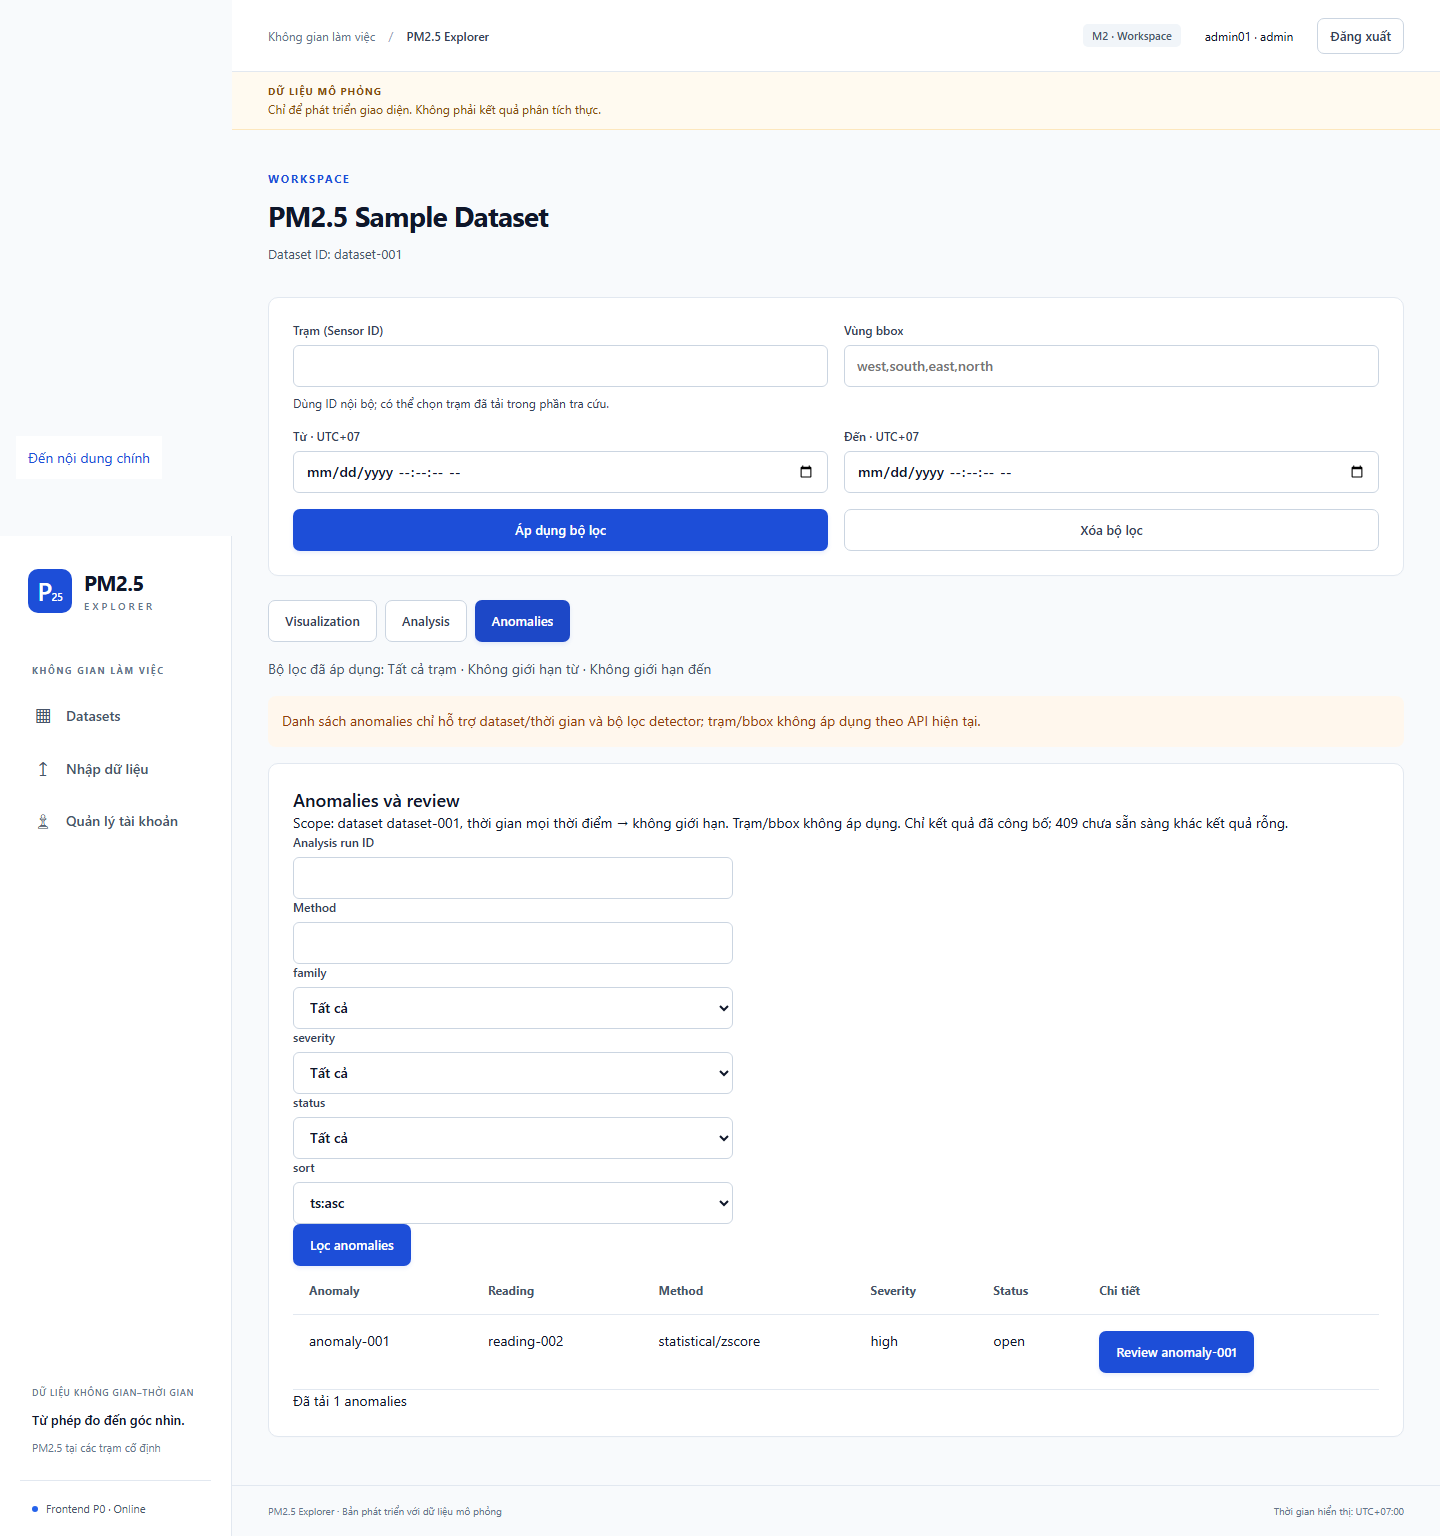 Không gian làm việc / PM2.5 Explorer
M2 · Workspace
admin01 · admin
Đăng xuất
DỮ LIỆU MÔ PHỎNG
Chỉ để phát triển giao diện. Không phải kết quả phân tích thực.
WORKSPACE
PM2.5 Sample Dataset
Dataset ID: dataset-001
Trạm (Sensor ID)
Vùng bbox
west,south,east,north
Dùng ID nội bộ; có thể chọn trạm đã tải trong phần tra cứu.
Từ · UTC+07
Đến · UTC+07
mm/dd/yyyy --:--:-- --
mm/dd/yyyy --:--:-- --
Áp dụng bộ lọc
Xóa bộ lọc
Visualization
Analysis
Anomalies
Bộ lọc đã áp dụng: Tất cả trạm · Không giới hạn từ · Không giới hạn đến
Danh sách anomalies chỉ hỗ trợ dataset/thời gian và bộ lọc detector; trạm/bbox không áp dụng theo API hiện tại.
Anomalies và review
Scope: dataset dataset-001, thời gian mọi thời điểm → không giới hạn. Trạm/bbox không áp dụng. Chỉ kết quả đã công bố; 409 chưa sẵn sàng khác kết quả rỗng.
Analysis run ID
Method
family
Tất cả
severity
Tất cả
status
Tất cả
sort
ts:asc
Lọc anomalies
Anomaly Reading Method Severity Status Chi tiết
anomaly-001 reading-002 statistical/zscore high open Review anomaly-001
Đã tải 1 anomalies
Đến nội dung chính
P25
PM2.5
EXPLORER
KHÔNG GIAN LÀM VIỆC
Datasets
Nhập dữ liệu
Quản lý tài khoản
DỮ LIỆU KHÔNG GIAN–THỜI GIAN
Từ phép đo đến góc nhìn.
PM2.5 tại các trạm cố định
Frontend P0 · Online
PM2.5 Explorer · Bản phát triển với dữ liệu mô phỏng
Thời gian hiển thị: UTC+07:00